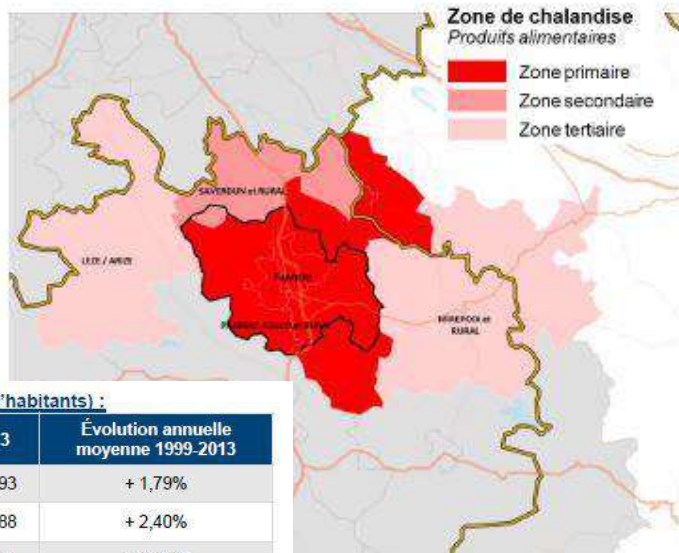 Zone de chalandise
Produits alimentaires
Zone primaire
Zone secondaire
Zone tertiaire
SAVERDUN et RURAL
LEZE / ARIZE
PAMIERS
MIREPOIX et
RURAL
'habitants) :
3
Évolution annuelle
moyenne 1999-2013
93
+ 1,79%
88
+ 2,40%